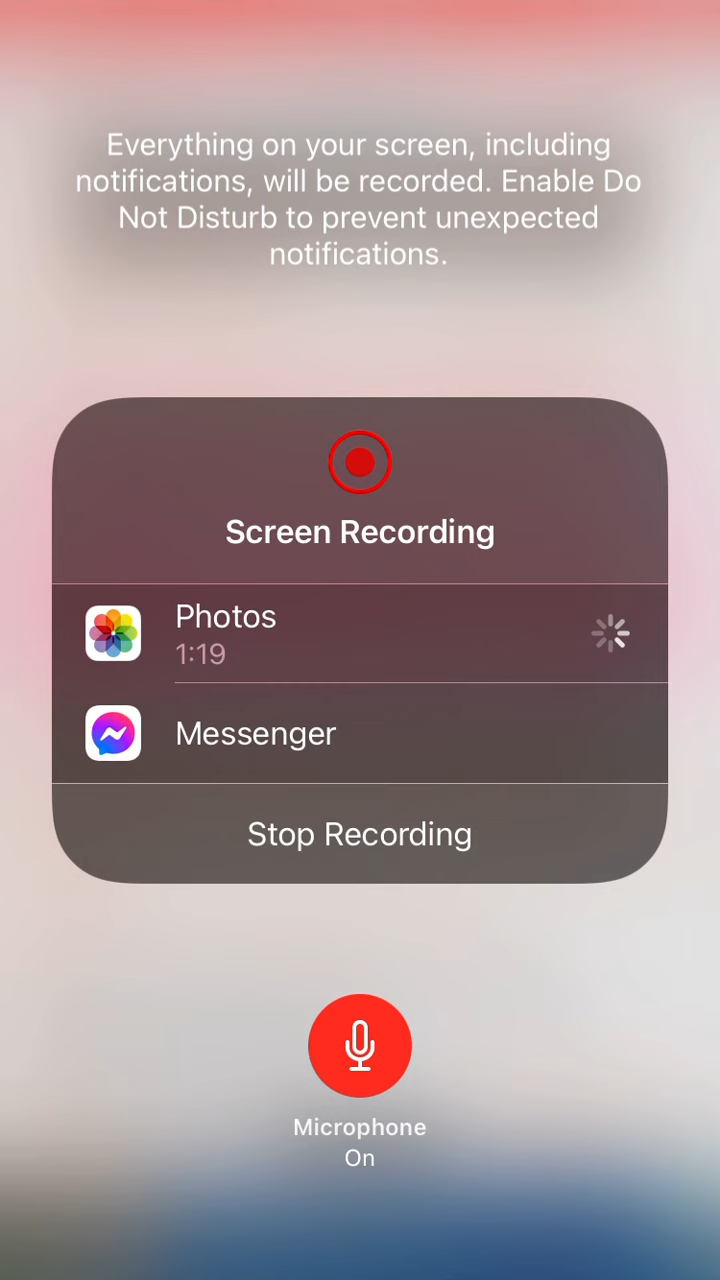 Everything on your screen, including
notifications, will be recorded. Enable Do
Not Disturb to prevent unexpected
notifications.
Screen Recording
Photos
1:19
Messenger
Stop Recording
Microphone
On